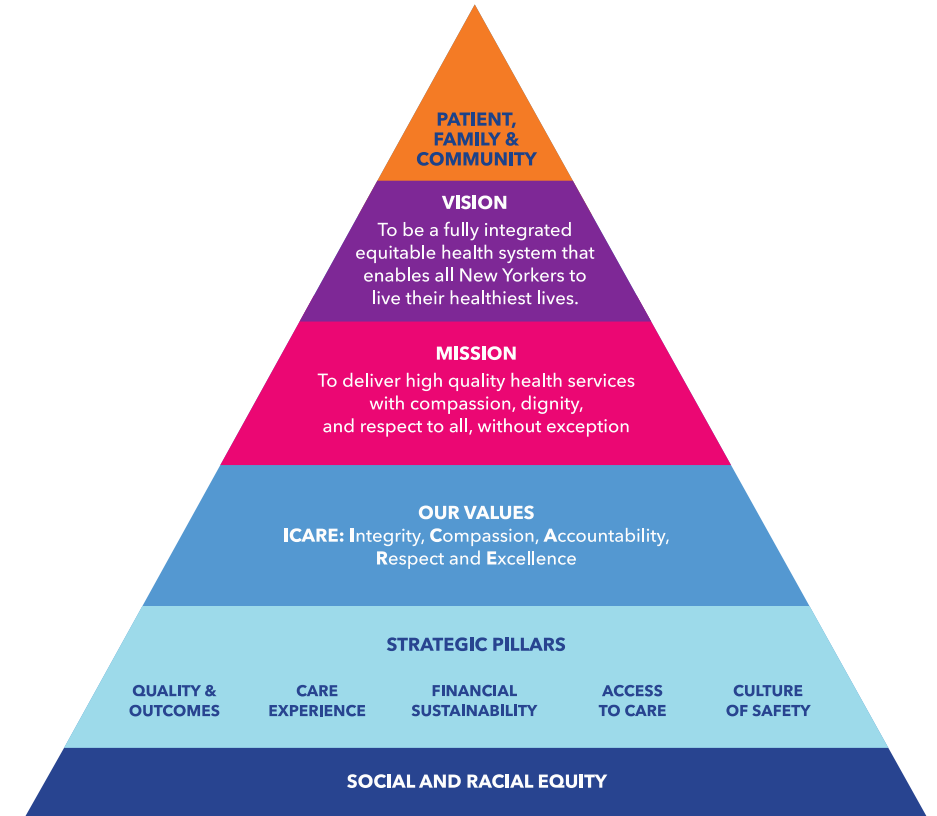 PATIENT,
FAMILY &
COMMUNITY
VISION
To be a fully integrated
equitable health system that
enables all New Yorkers to
live their healthiest lives.
MISSION
To deliver high quality health services
with compassion, dignity,
and respect to all, without exception
OUR VALUES
ICARE: Integrity, Compassion, Accountability,
Respect and Excellence
STRATEGIC PILLARS
QUALITY &
OUTCOMES
CARE
EXPERIENCE
FINANCIAL
SUSTAINABILITY
ACCESS
TO CARE
CULTURE
OF SAFETY
SOCIAL AND RACIAL EQUITY